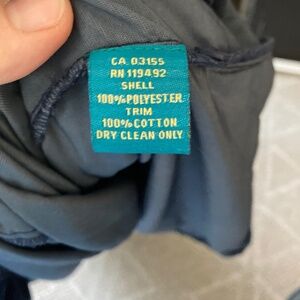 CA 03155
RN 119492
SHELL
100% POLYESTER
TRIM
100% COTTON
DRY CLEAN ONLY